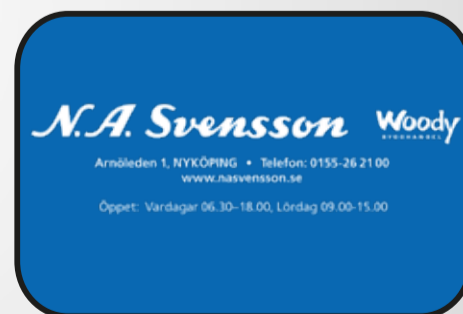 N.A. Svensson Woody
BYGGHANDEL
Arnöleden 1, NYKÖPING • Telefon: 0155-26 21 00
www.nasvensson.se
Öppet: Vardagar 06.30–18.00, Lördag 09.00-15.00